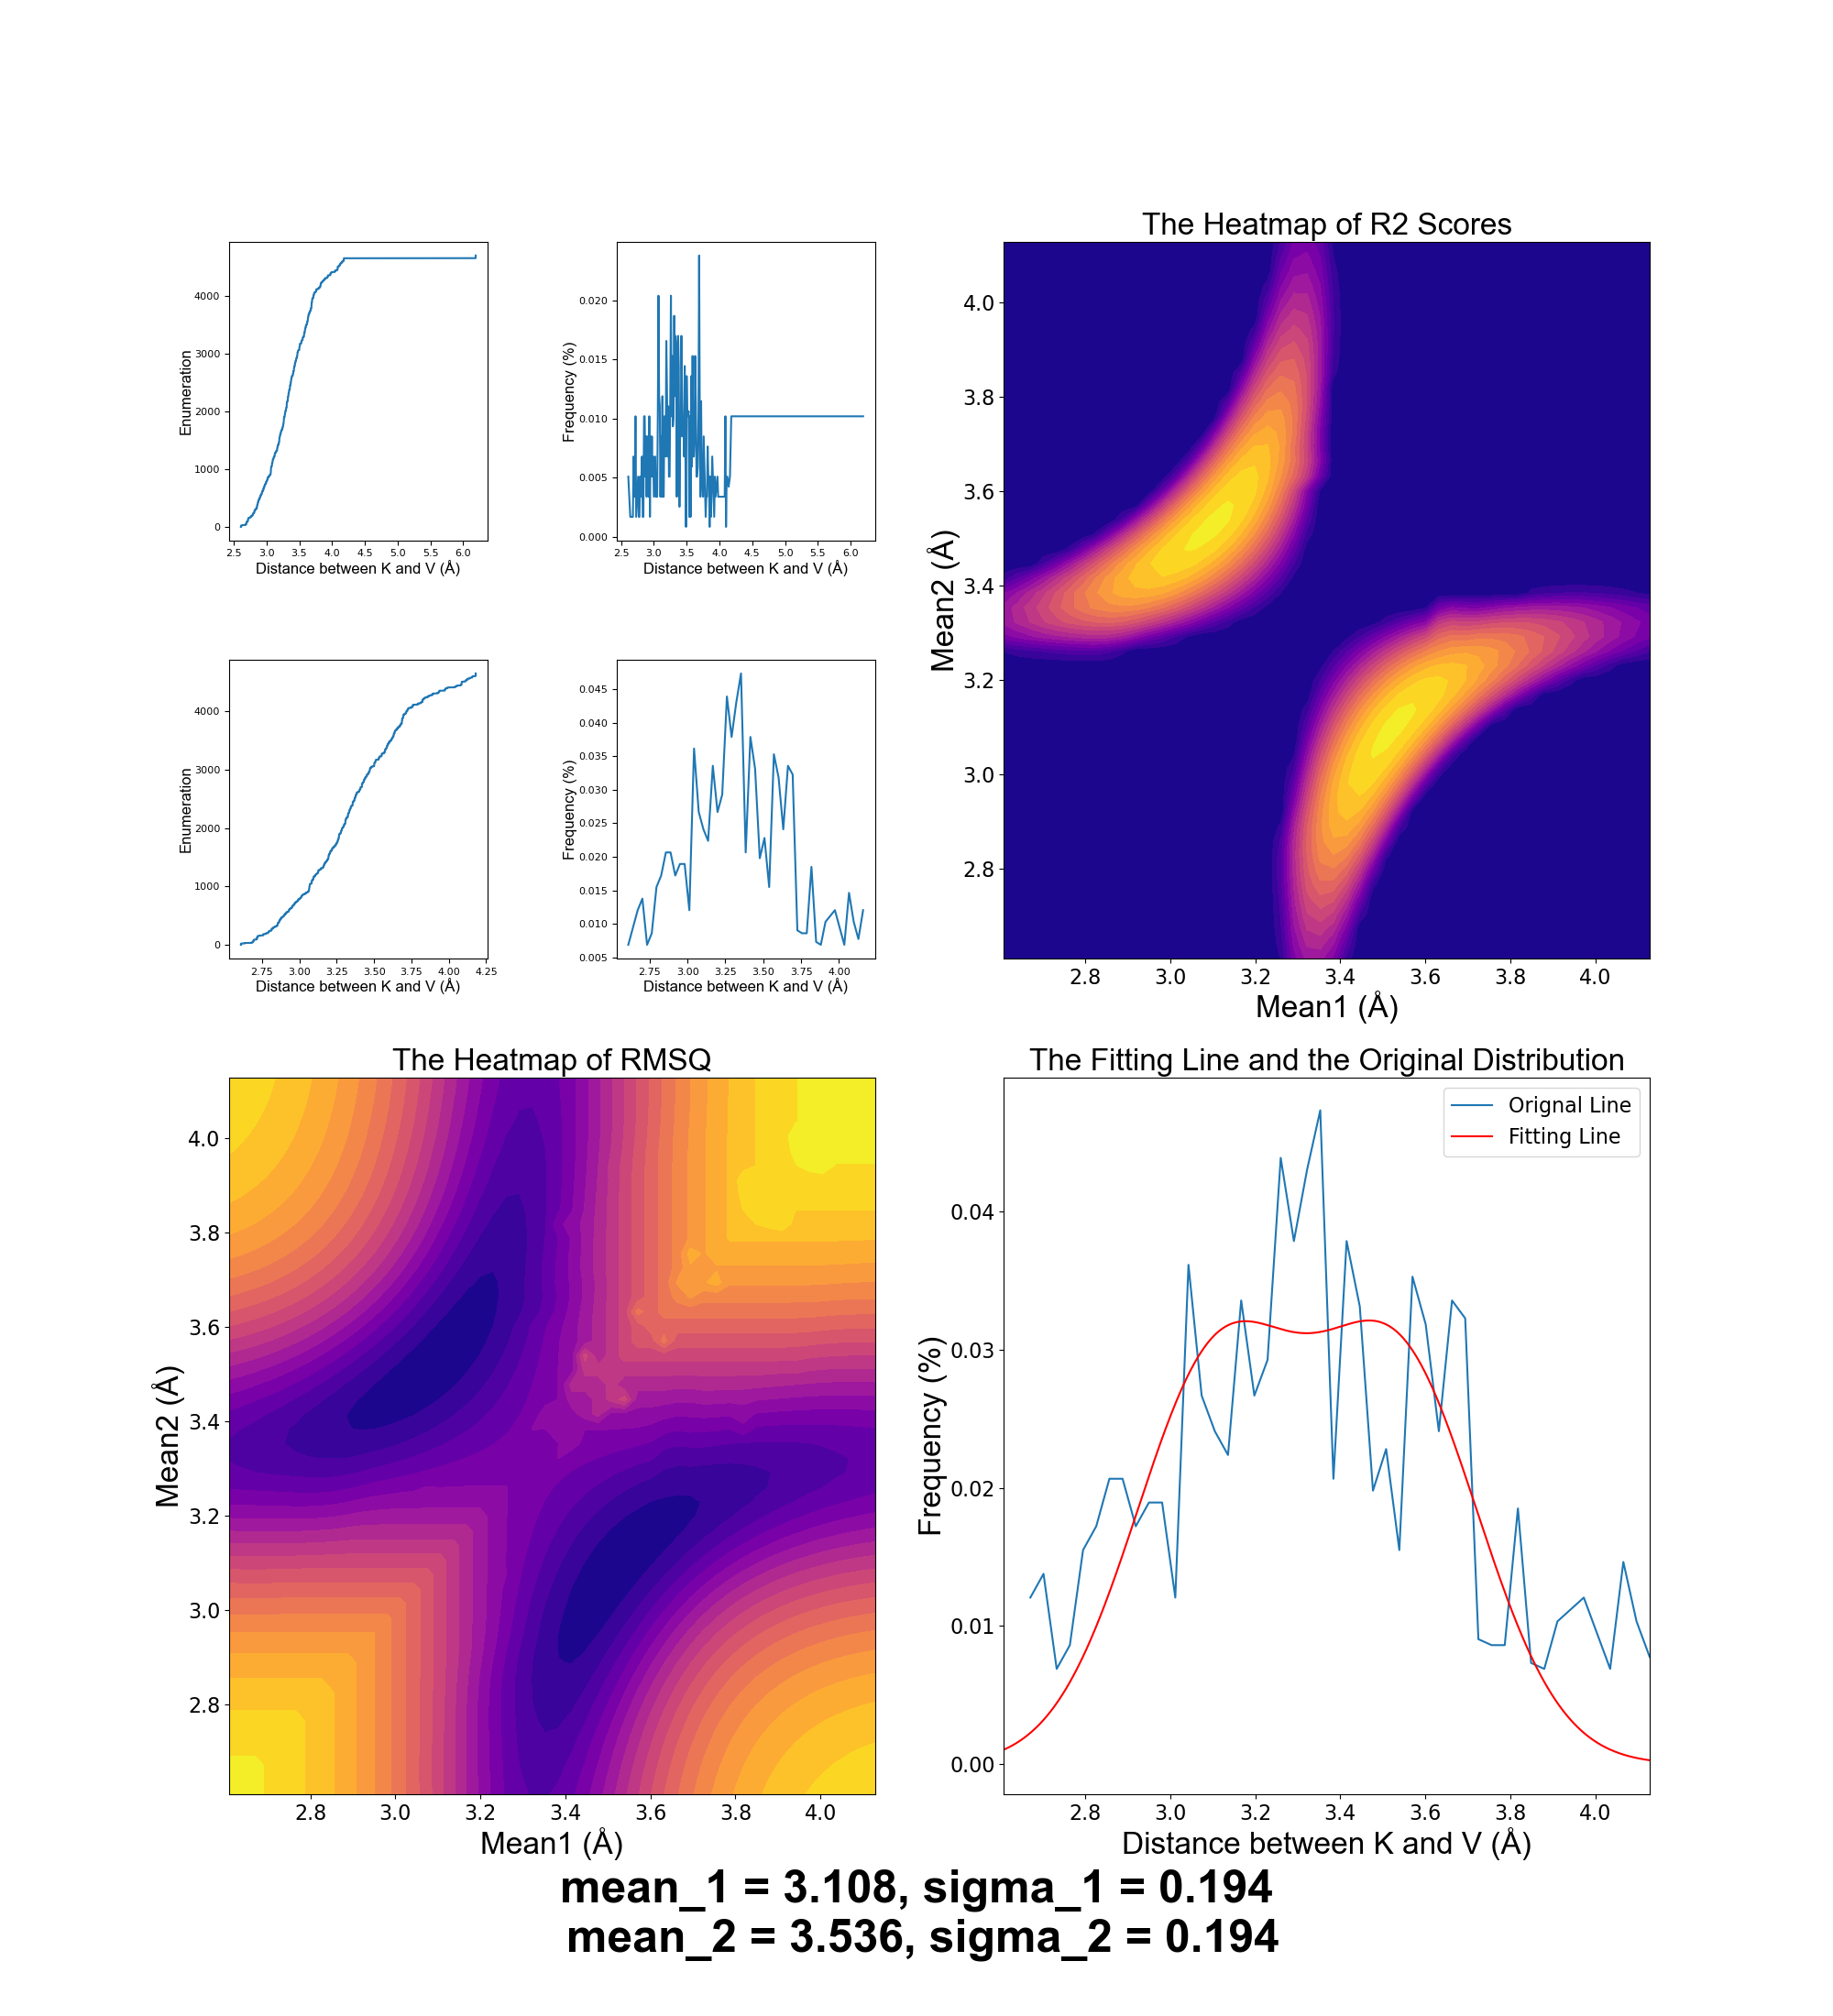 Enumeration
4000
3000
2000
1000
0
2.5 3.0 3.5 4.0 4.5 5.0 5.5 6.0
Distance between K and V (Å)
Frequency (%)
0.020
0.015
0.010
0.005
0.000
2.5 3.0 3.5 4.0 4.5 5.0 5.5 6.0
Distance between K and V (Å)
The Heatmap of R2 Scores
Mean2 (Å)
4.0
3.8
3.6
3.4
3.2
3.0
2.8
2.8 3.0 3.2 3.4 3.6 3.8 4.0
Mean1 (Å)
Enumeration
4000
3000
2000
1000
0
2.75 3.00 3.25 3.50 3.75 4.00 4.25
Distance between K and V (Å)
Frequency (%)
0.045
0.040
0.035
0.030
0.025
0.020
0.015
0.010
0.005
2.75 3.00 3.25 3.50 3.75 4.00
Distance between K and V (Å)
The Heatmap of RMSQ
Mean2 (Å)
4.0
3.8
3.6
3.4
3.2
3.0
2.8
2.8 3.0 3.2 3.4 3.6 3.8 4.0
Mean1 (Å)
The Fitting Line and the Original Distribution
Orignal Line
Fitting Line
Frequency (%)
0.04
0.03
0.02
0.01
0.00
2.8 3.0 3.2 3.4 3.6 3.8 4.0
Distance between K and V (Å)
mean_1 = 3.108, sigma_1 = 0.194
mean_2 = 3.536, sigma_2 = 0.194